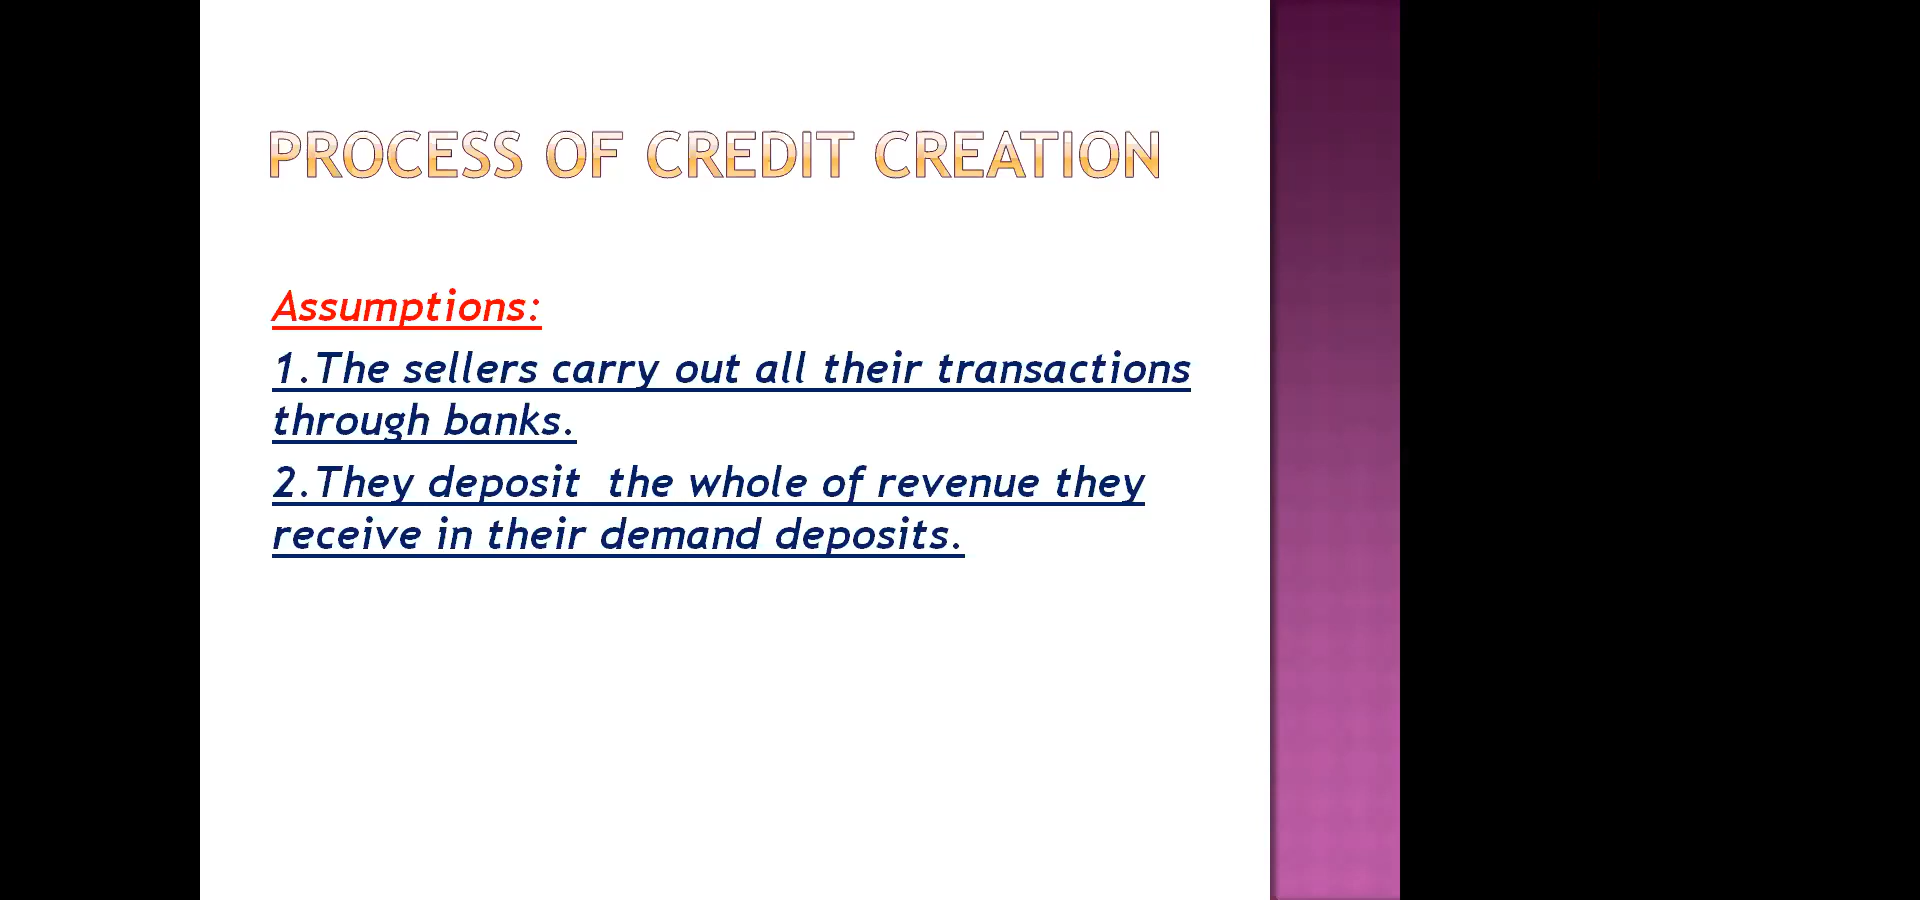 PROCESS OF CREDIT CREATION
Assumptions:
1.The sellers carry out all their transactions
through banks.
2.They deposit  the whole of revenue they
receive in their demand deposits.